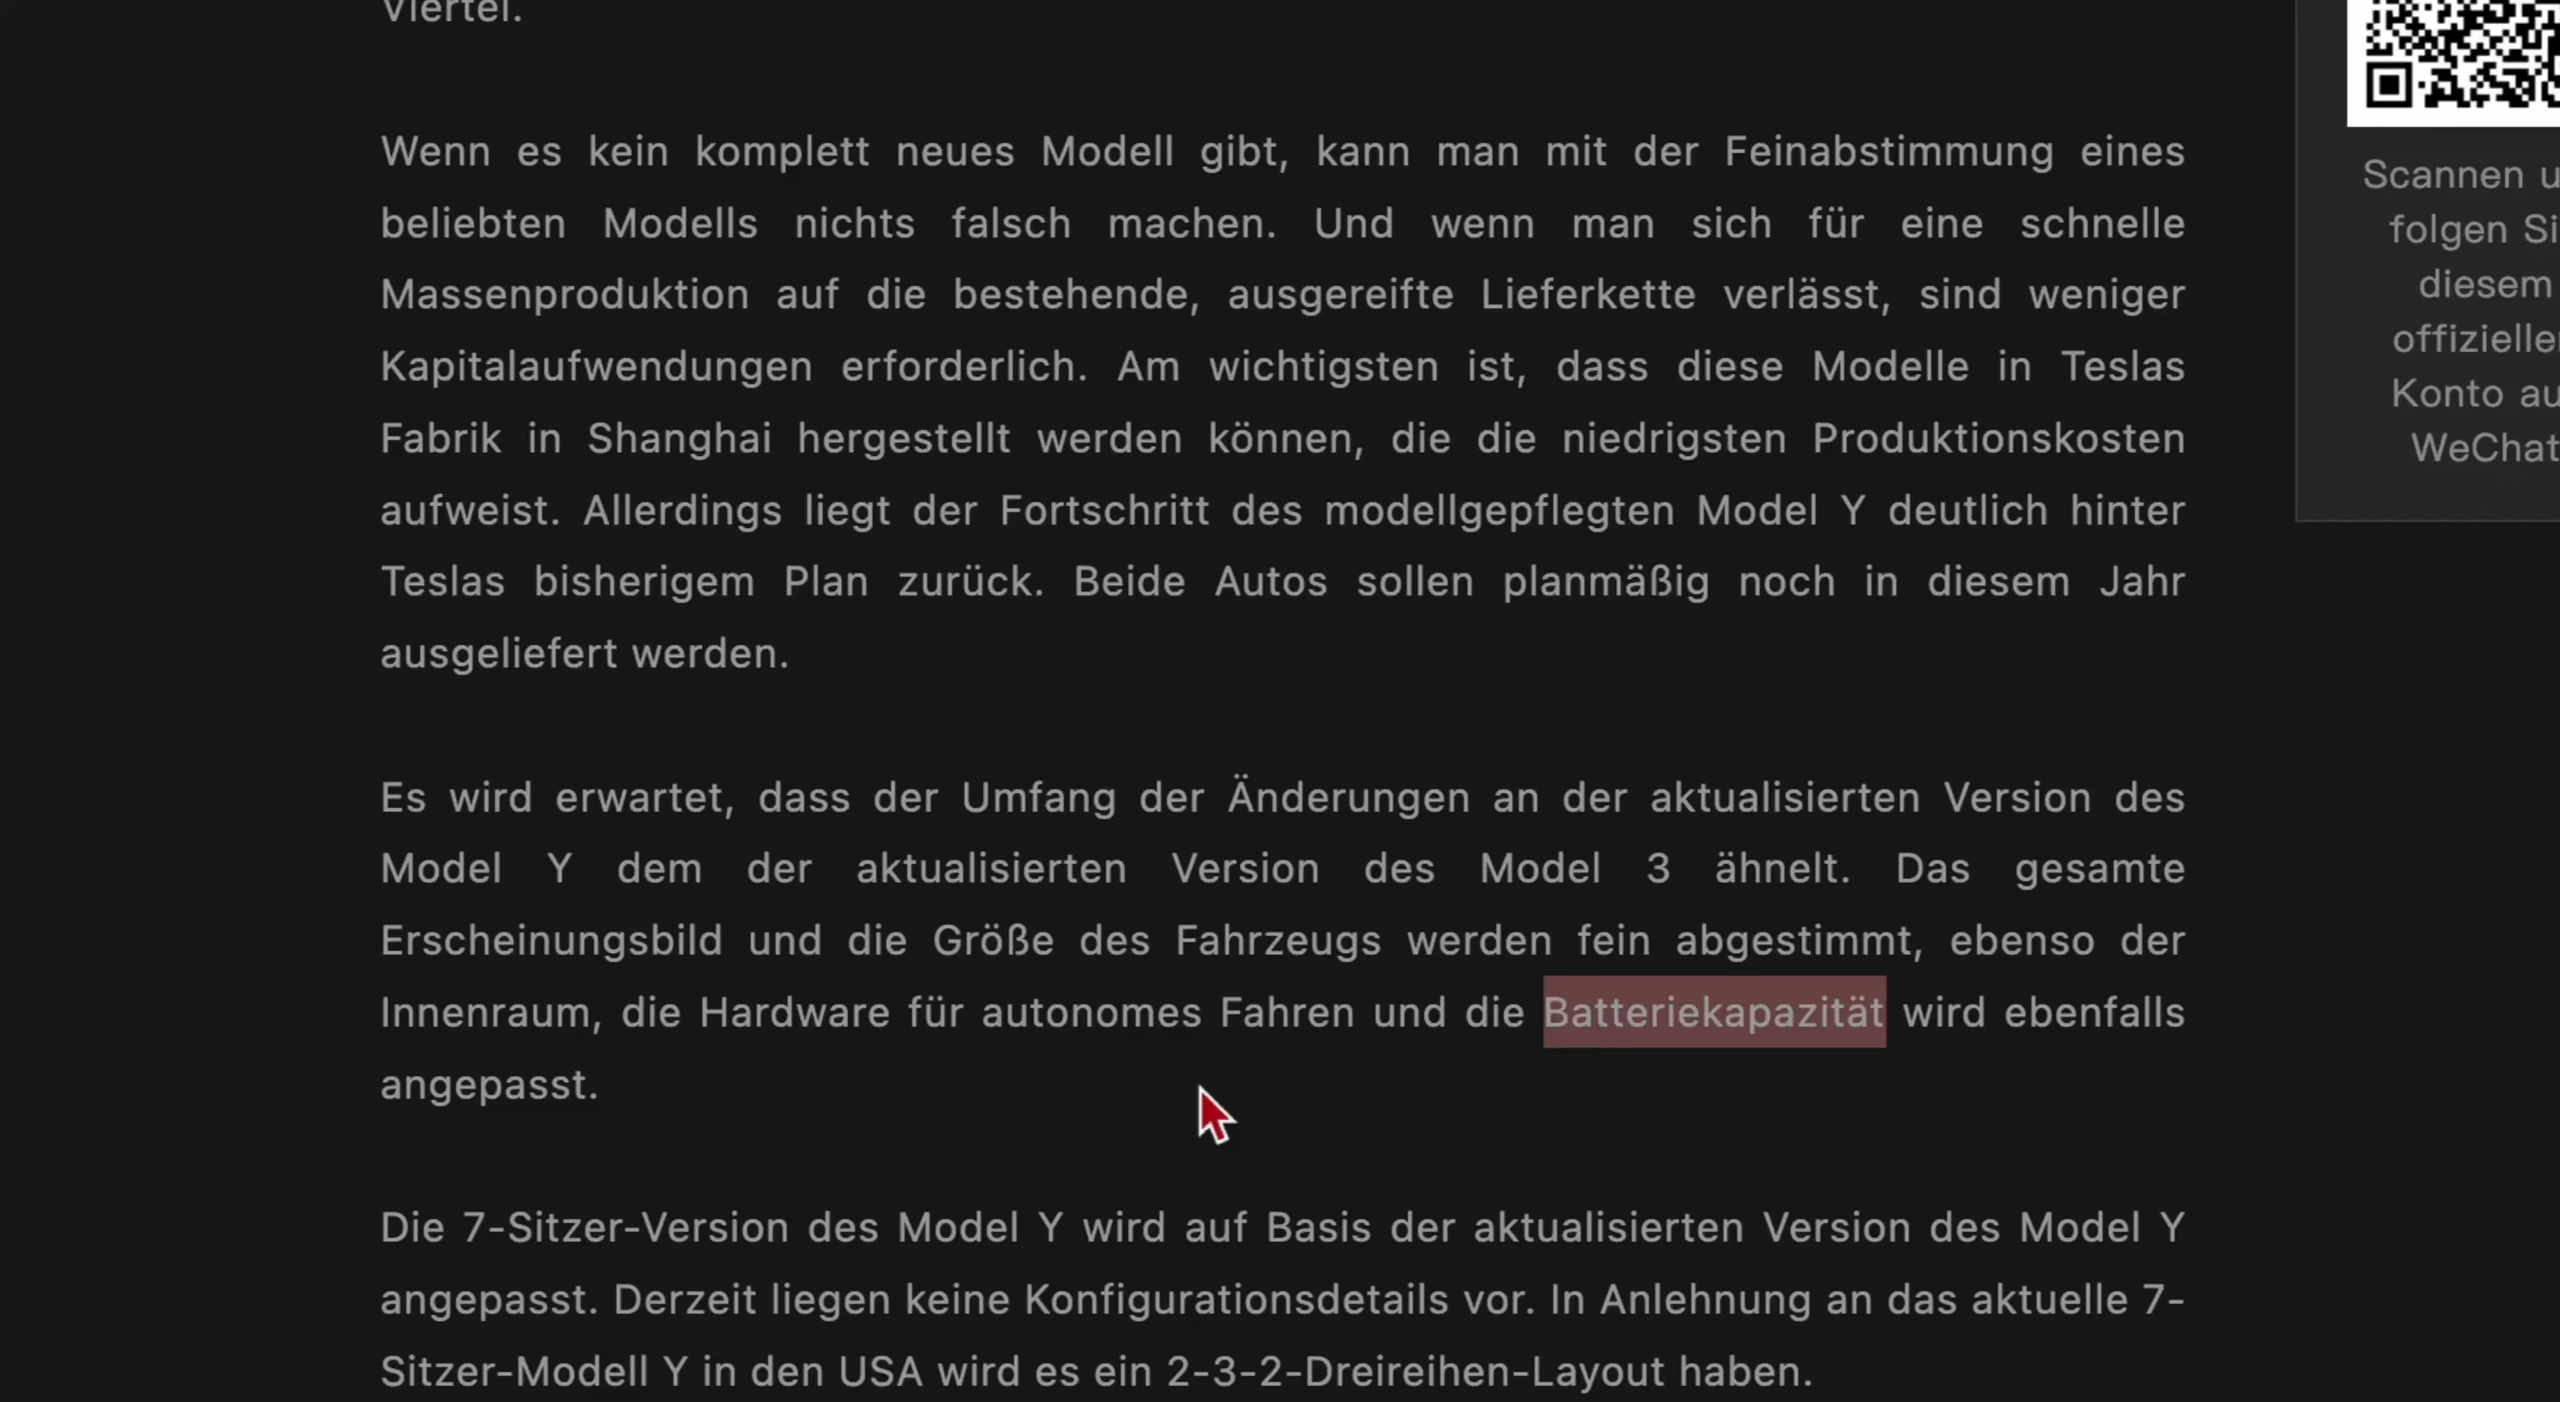 Viertel.
Wenn es kein komplett neues Modell gibt, kann man mit der Feinabstimmung eines
beliebten Modells nichts falsch machen. Und wenn man sich für eine schnelle
Massenproduktion auf die bestehende, ausgereifte Lieferkette verlässt, sind weniger
Kapitalaufwendungen erforderlich. Am wichtigsten ist, dass diese Modelle in Teslas
Fabrik in Shanghai hergestellt werden können, die die niedrigsten Produktionskosten
aufweist. Allerdings liegt der Fortschritt des modellgepflegten Model Y deutlich hinter
Teslas bisherigem Plan zurück. Beide Autos sollen planmäßig noch in diesem Jahr
ausgeliefert werden.
Es wird erwartet, dass der Umfang der Änderungen an der aktualisierten Version des
Model Y dem der aktualisierten Version des Model 3 ähnelt. Das gesamte
Erscheinungsbild und die Größe des Fahrzeugs werden fein abgestimmt, ebenso der
Innenraum, die Hardware für autonomes Fahren und die Batteriekapazität wird ebenfalls
angepasst.
Die 7-Sitzer-Version des Model Y wird auf Basis der aktualisierten Version des Model Y
angepasst. Derzeit liegen keine Konfigurationsdetails vor. In Anlehnung an das aktuelle 7-
Sitzer-Modell Y in den USA wird es ein 2-3-2-Dreireihen-Layout haben.
Scannen
folgen
diesem
Konto
WeChat